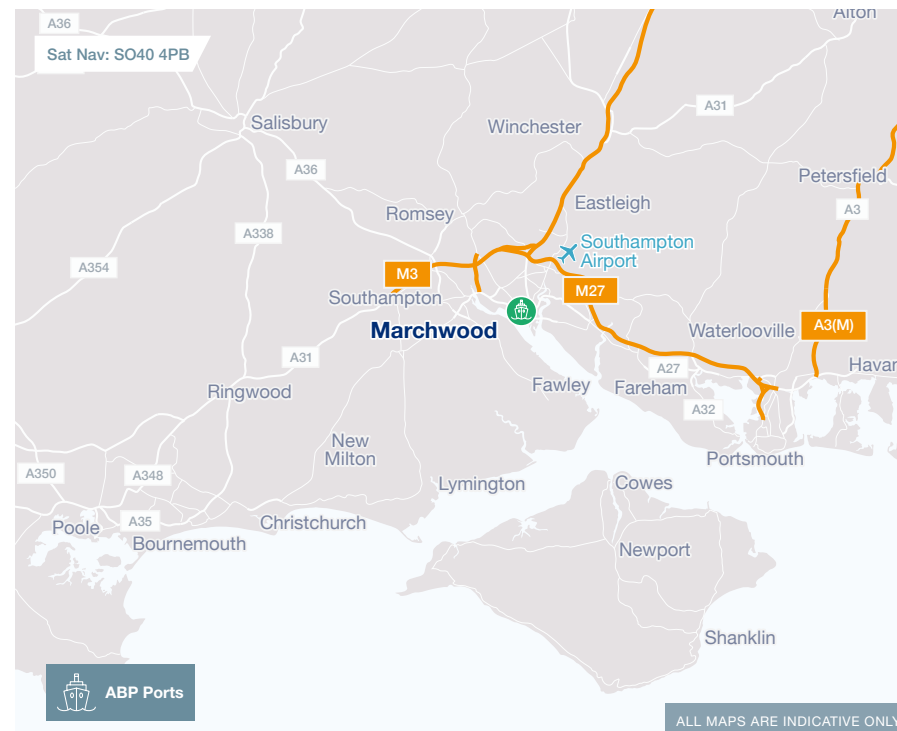 Alton
A36
Sat Nav: SO40 4PB
A31
Salisbury
Winchester
A36
Petersfield
Eastleigh
A3
Romsey
A338
Southampton
Airport
A354
M3
M27
Southampton
Marchwood
Waterlooville
A3(M)
A31
Havan
A27
Fawley
Fareham
Ringwood
A32
New
Milton
Portsmouth
A350
A348
Lymington
Cowes
A35
Christchurch
Poole
Bournemouth
Newport
Shanklin
ABP Ports
ALL MAPS ARE INDICATIVE ONLY